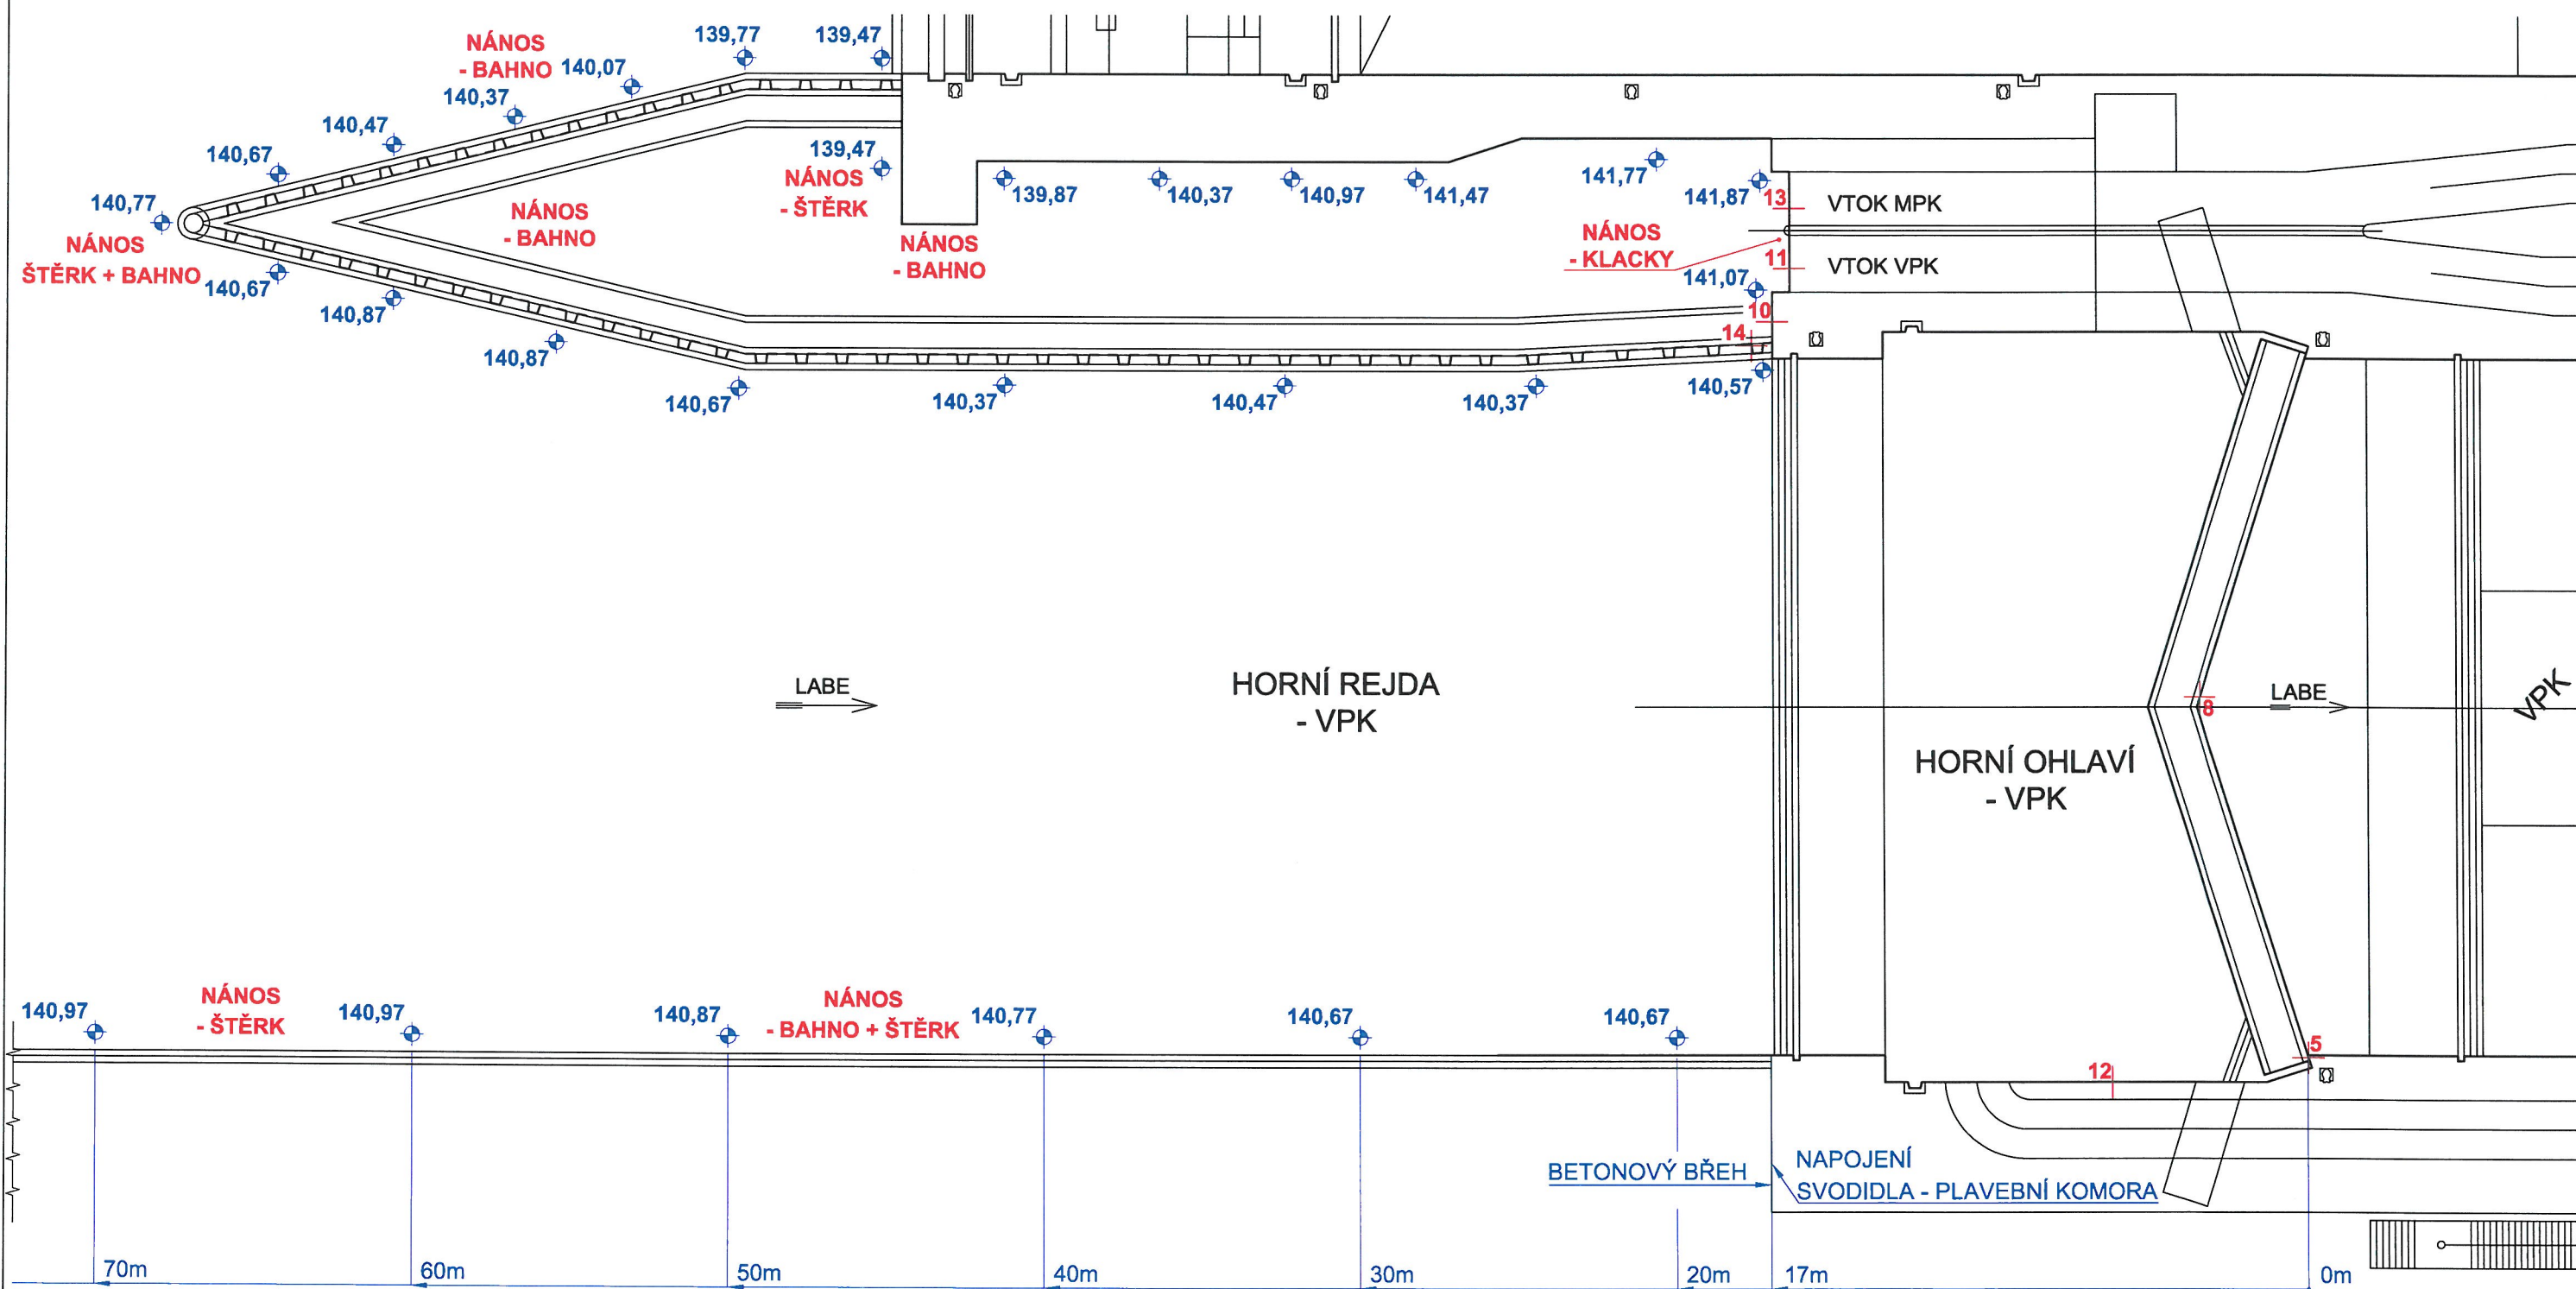 139,77
139,47
NÁNOS
- BAHNO
140,07
140,37
140,47
140,67
139,47
NÁNOS
- ŠTĚRK
140,77
NÁNOS
ŠTĚRK + BAHNO
NÁNOS
- BAHNO
139,87
140,37
140,97
141,47
141,77
141,87
13
VTOK MPK
NÁNOS
- BAHNO
NÁNOS
- KLACKY
11
VTOK VPK
141,07
10
14
140,67
140,87
140,87
140,67
140,37
140,47
140,37
140,57
LABE
HORNÍ REJDA
- VPK
LABE
8
VPK
HORNÍ OHLAVÍ
- VPK
140,97
NÁNOS
- ŠTĚRK
140,97
140,87
NÁNOS
- BAHNO + ŠTĚRK
140,77
140,67
140,67
5
12
BETONOVÝ BŘEH
NAPOJENÍ
SVODIDLA - PLAVEBNÍ KOMORA
70m
60m
50m
40m
30m
20m
17m
0m